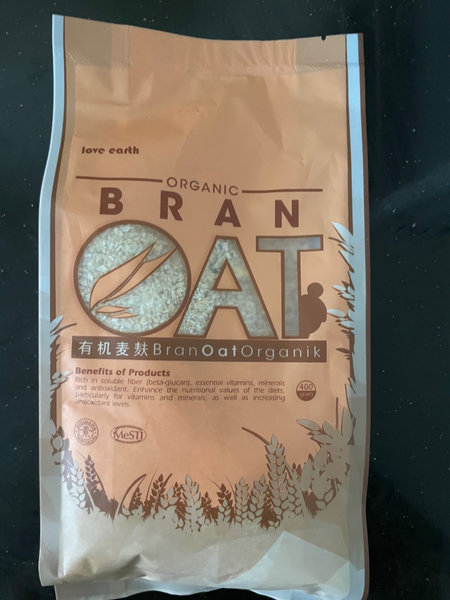 love earth
ORGANIC
BRAN
OAT
有机麦麸BranOatOrganik
Benefits of Products
Rich in soluble fiber (beta-glucan), essential vitamins, minerals
and antioxidant. Enhance the nutritional values of the diets,
particularly for vitamins and minerals, as well as increasing
antioxidant levels.
400
gram
MeSTI